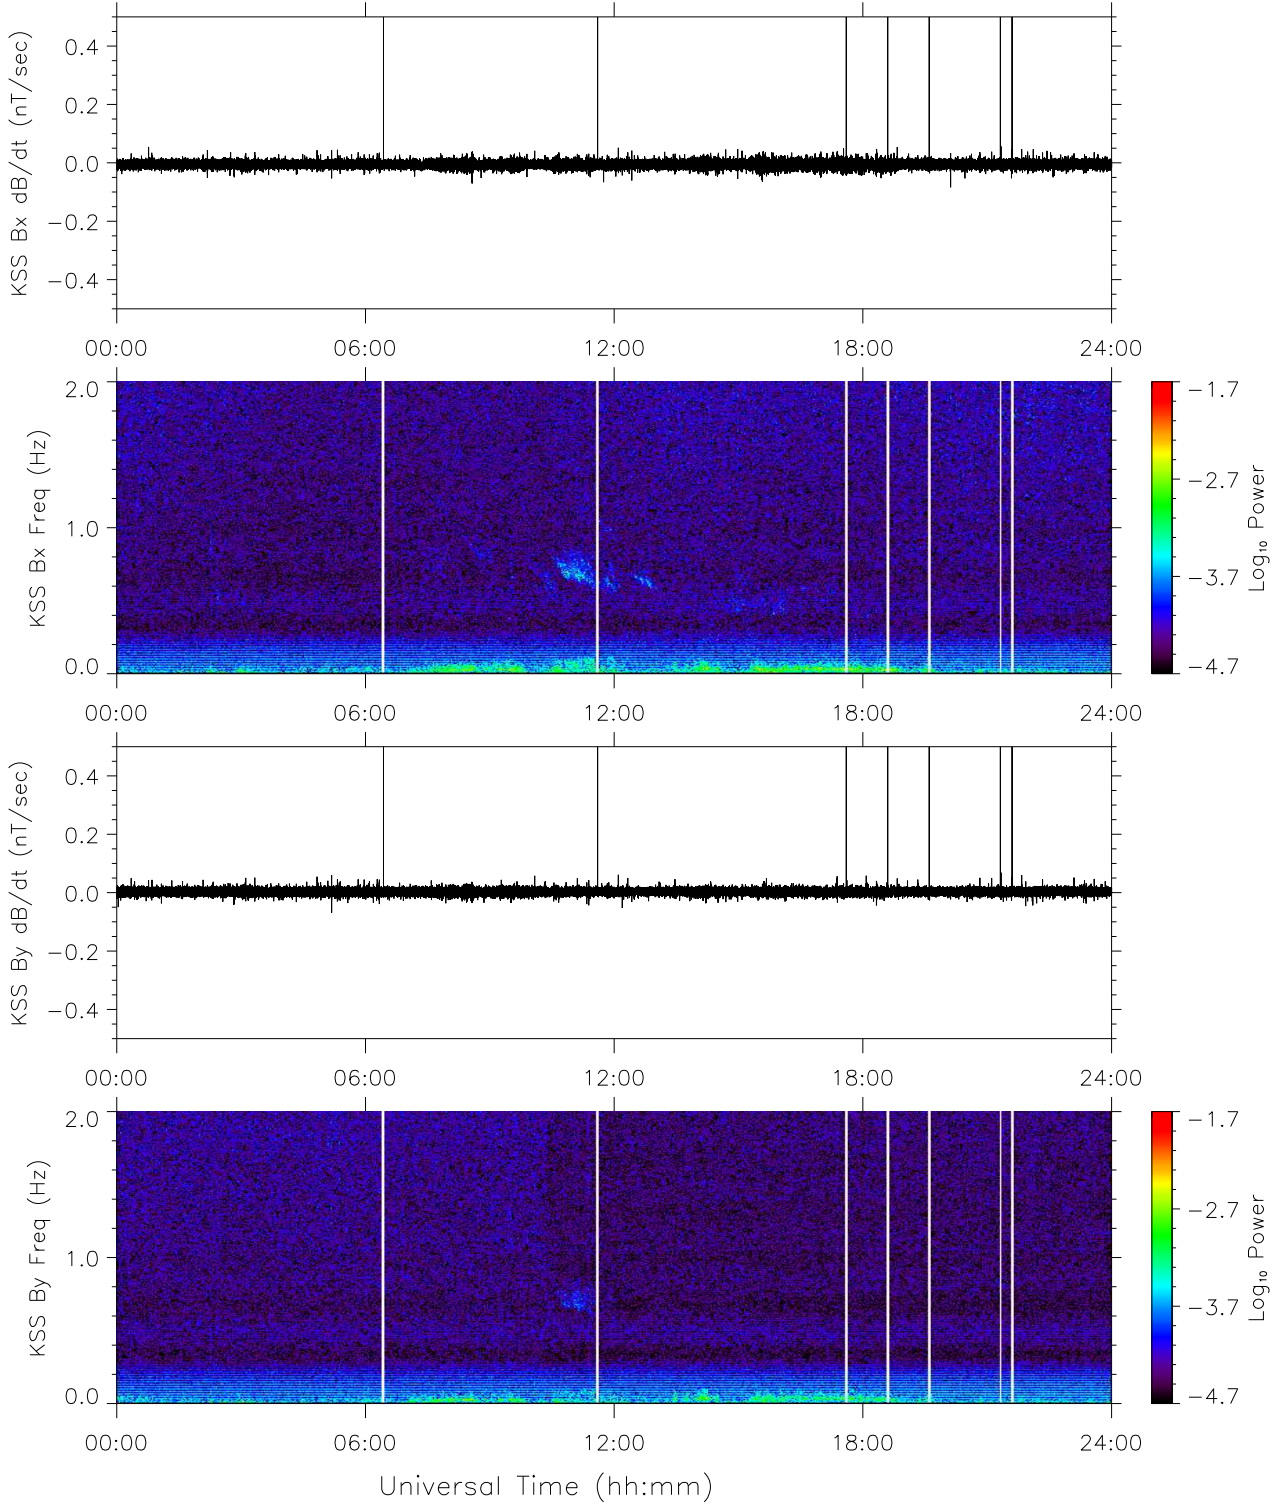 KSS Bx dB/dt (nT/sec)
0.4
0.2
0.0
−0.2
−0.4
00:00 06:00 12:00 18:00 24:00
KSS Bx Freq (Hz)
2.0
1.0
0.0
−1.7
−2.7
−3.7
−4.7
Log₁₀ Power
00:00 06:00 12:00 18:00 24:00
KSS By dB/dt (nT/sec)
0.4
0.2
0.0
−0.2
−0.4
00:00 06:00 12:00 18:00 24:00
KSS By Freq (Hz)
2.0
1.0
0.0
−1.7
−2.7
−3.7
−4.7
Log₁₀ Power
00:00 06:00 12:00 18:00 24:00
Universal Time (hh:mm)